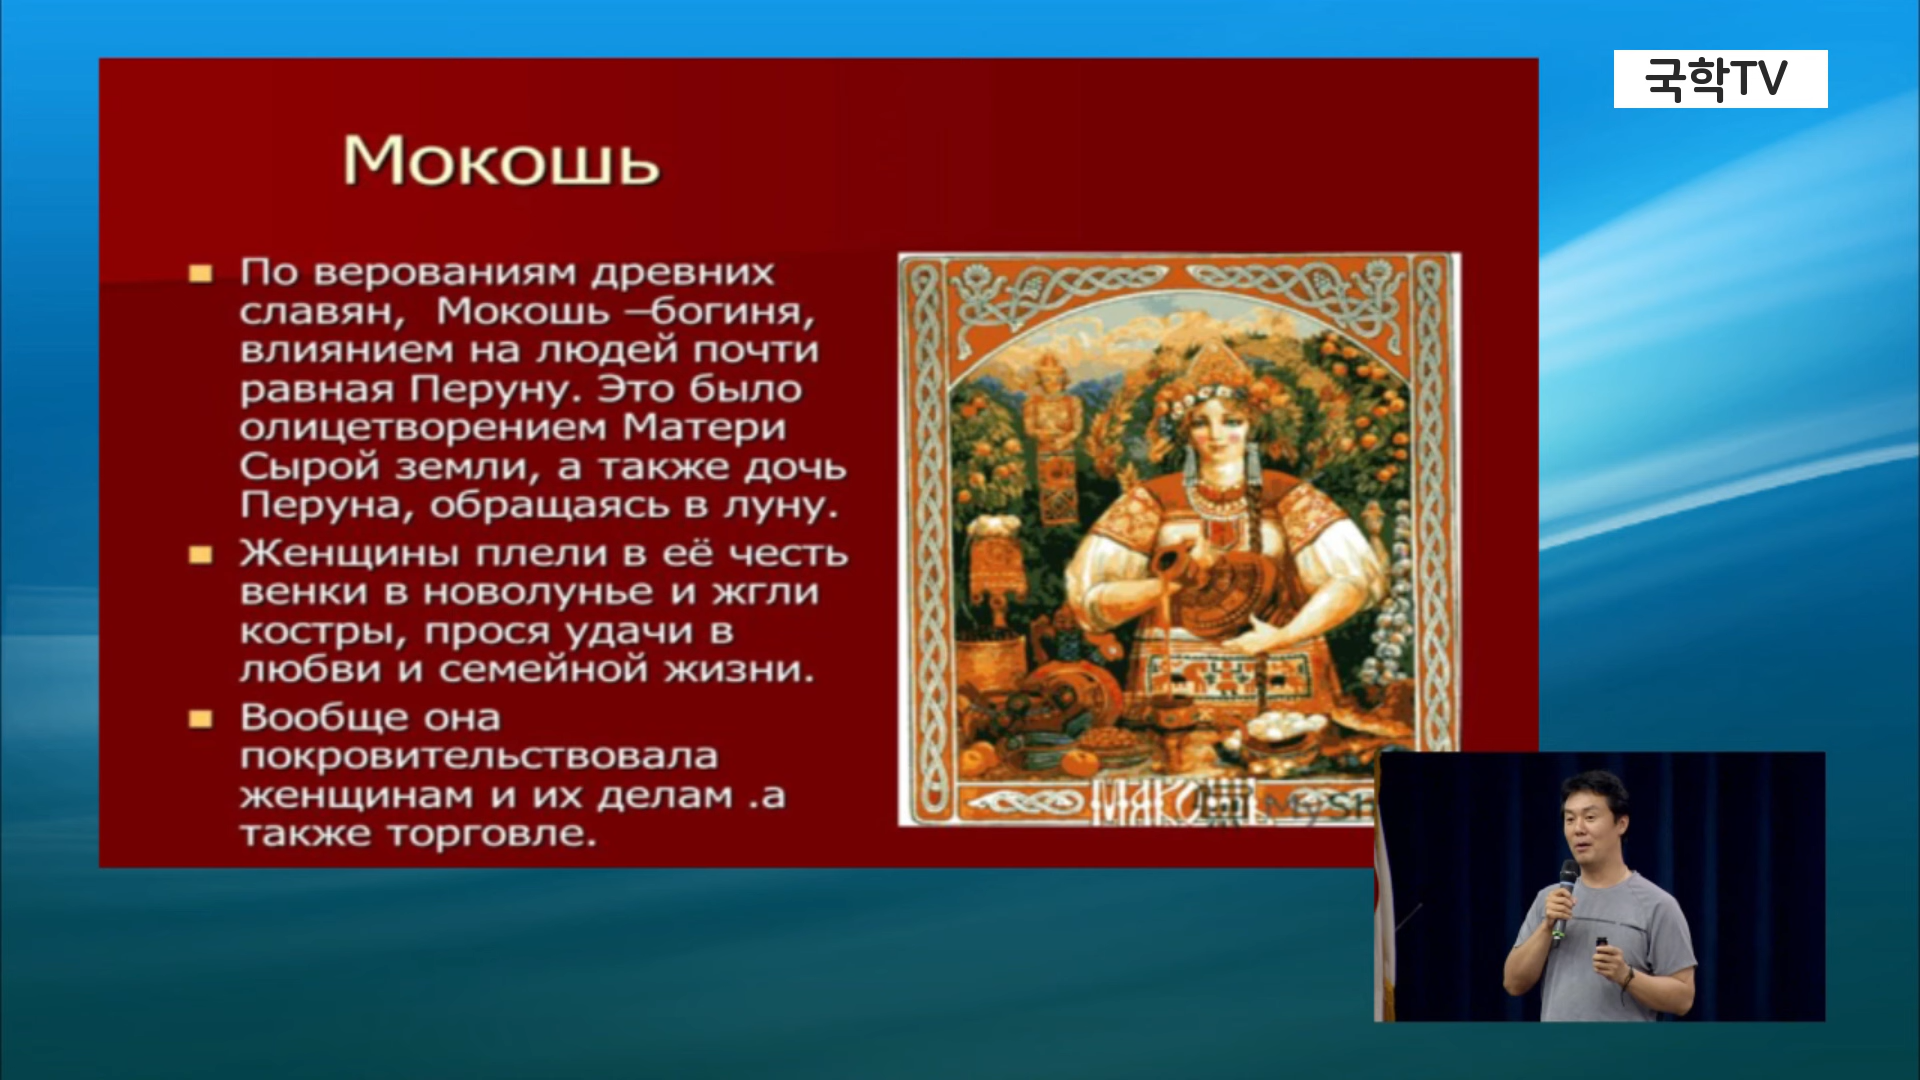 국학TV
Мокошь
По верованиям древних
славян, Мокошь –богиня,
влиянием на людей почти
равная Перуну. Это было
олицетворением Матери
Сырой земли, а также дочь
Перуна, обращаясь в луну.
Женщины плели в её честь
венки в новолунье и жгли
костры, прося удачи в
любви и семейной жизни.
Вообще она
покровительствовала
женщинам и их делам .а
также торговле.
MySh